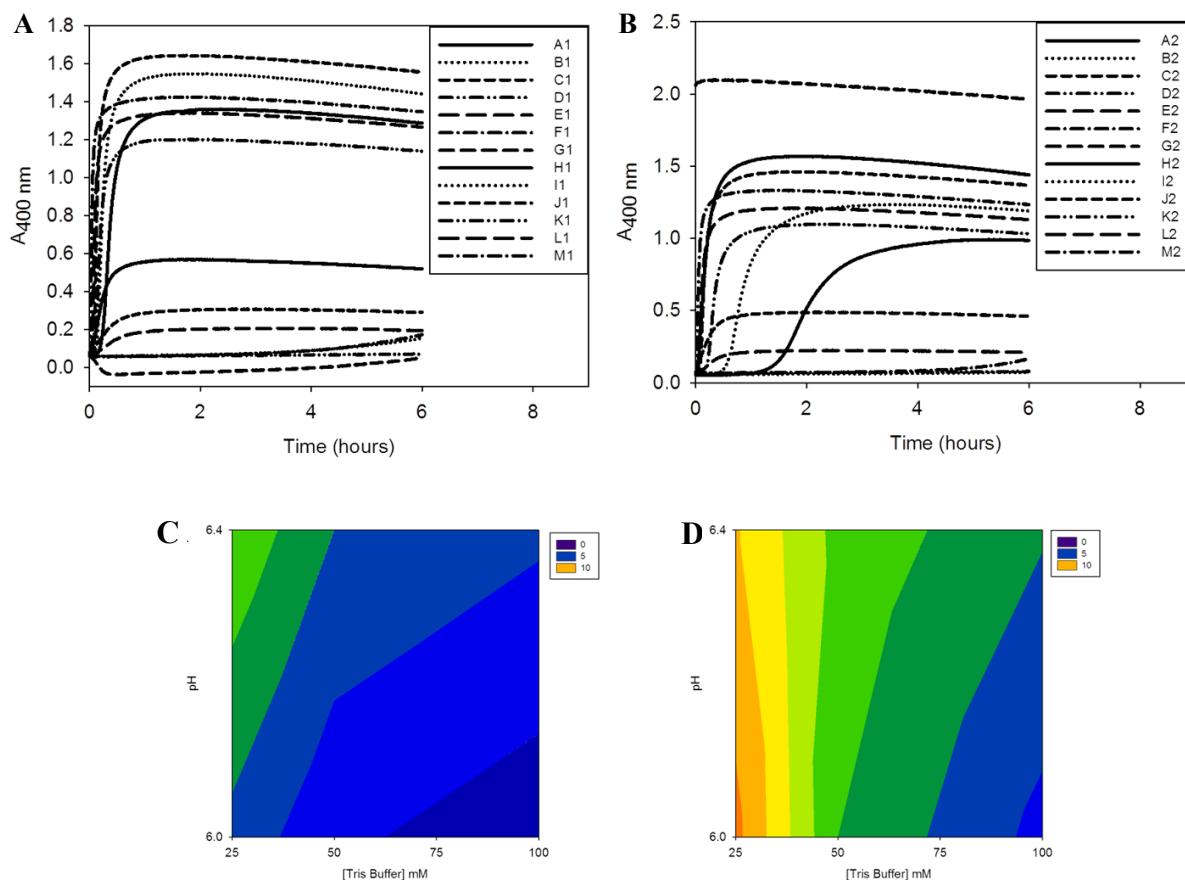 A
1.8
1.6
1.4
1.2
1.0
0.8
0.6
0.4
0.2
0.0
A400 nm
0
2
4
6
8
Time (hours)
A1
B1
C1
D1
E1
F1
G1
H1
I1
J1
K1
L1
M1
B
2.5
2.0
1.5
1.0
0.5
0.0
A400 nm
0
2
4
6
8
Time (hours)
A2
B2
C2
D2
E2
F2
G2
H2
I2
J2
K2
L2
M2
C
6.4
pH
6.0
25
50
75
100
[Tris Buffer] mM
0
5
10
D
6.4
pH
6.0
25
50
75
100
[Tris Buffer] mM
0
5
10